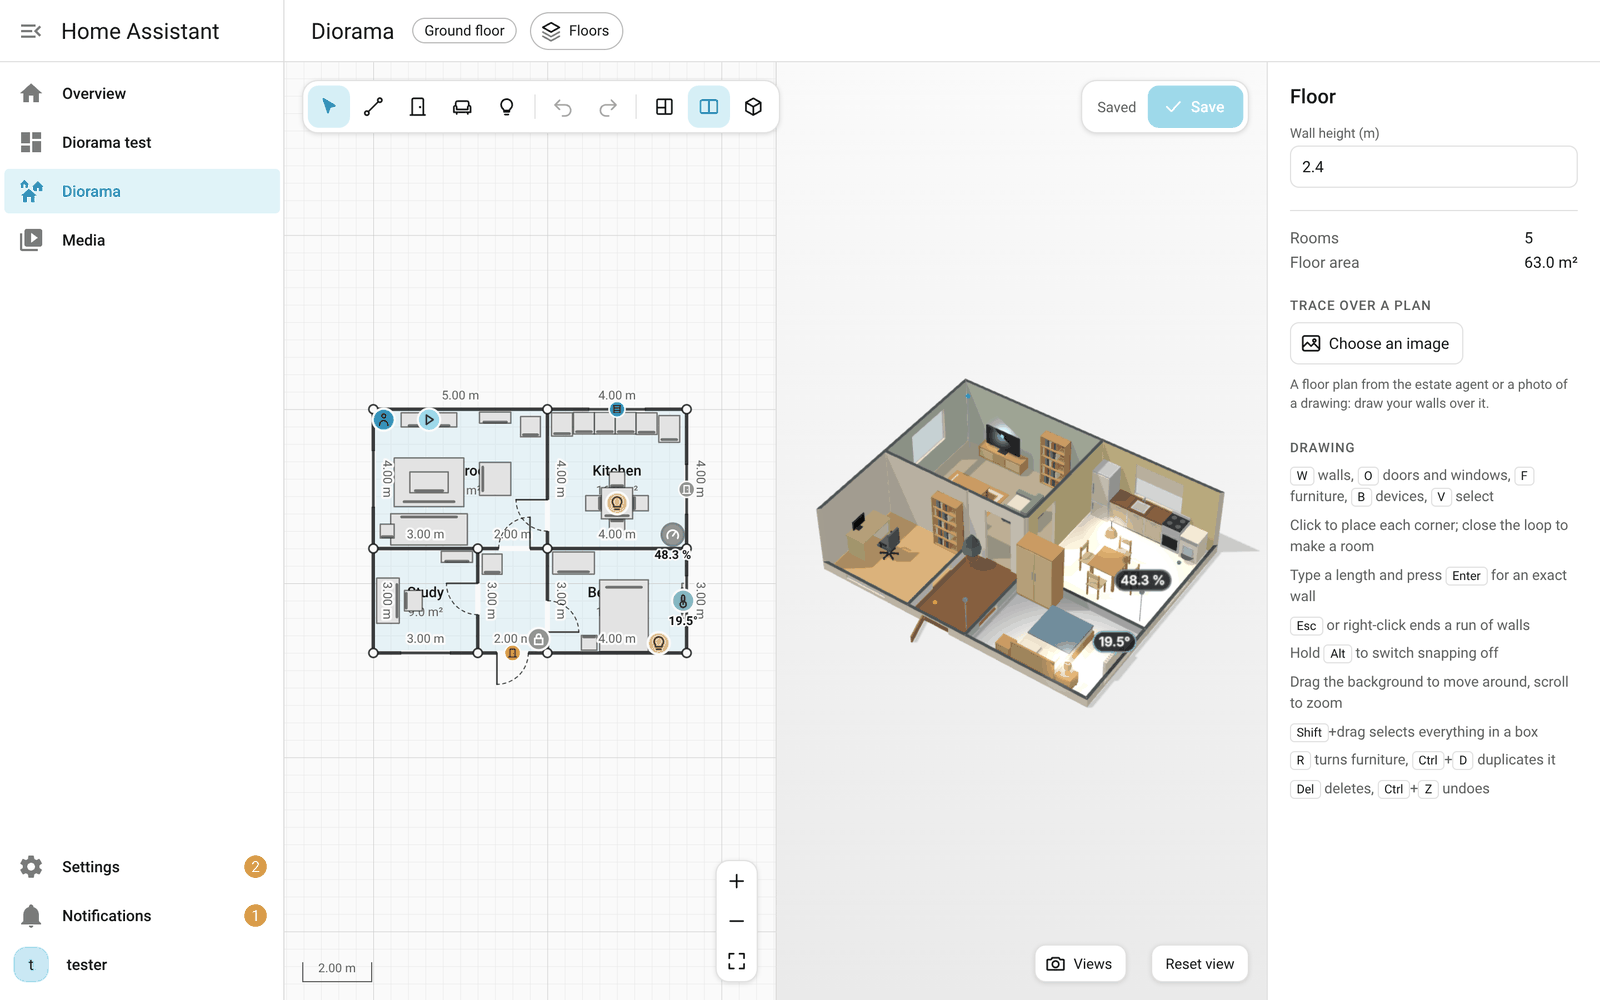 Home Assistant
Overview
Diorama test
Diorama
Media
Settings 2
Notifications 1
t tester
Diorama Ground floor Floors
Saved Save
5.00 m 4.00 m
4.00 m 4.00 m 4.00 m
Kitchen
3.00 m 2.00 m 4.00 m
48.3 %
3.00 m 3.00 m 3.00 m 3.00 m
9.0 m²
19.5°
3.00 m 4.00 m
2.00 m
48.3 %
19.5°
Views Reset view
Floor
Wall height (m)
2.4
Rooms 5
Floor area 63.0 m²
TRACE OVER A PLAN
Choose an image
A floor plan from the estate agent or a photo of
a drawing: draw your walls over it.
DRAWING
W walls, O doors and windows, F
furniture, B devices, V select
Click to place each corner; close the loop to
make a room
Type a length and press Enter for an exact
wall
Esc or right-click ends a run of walls
Hold Alt to switch snapping off
Drag the background to move around, scroll
to zoom
Shift+drag selects everything in a box
R turns furniture, Ctrl+D duplicates it
Del deletes, Ctrl+Z undoes